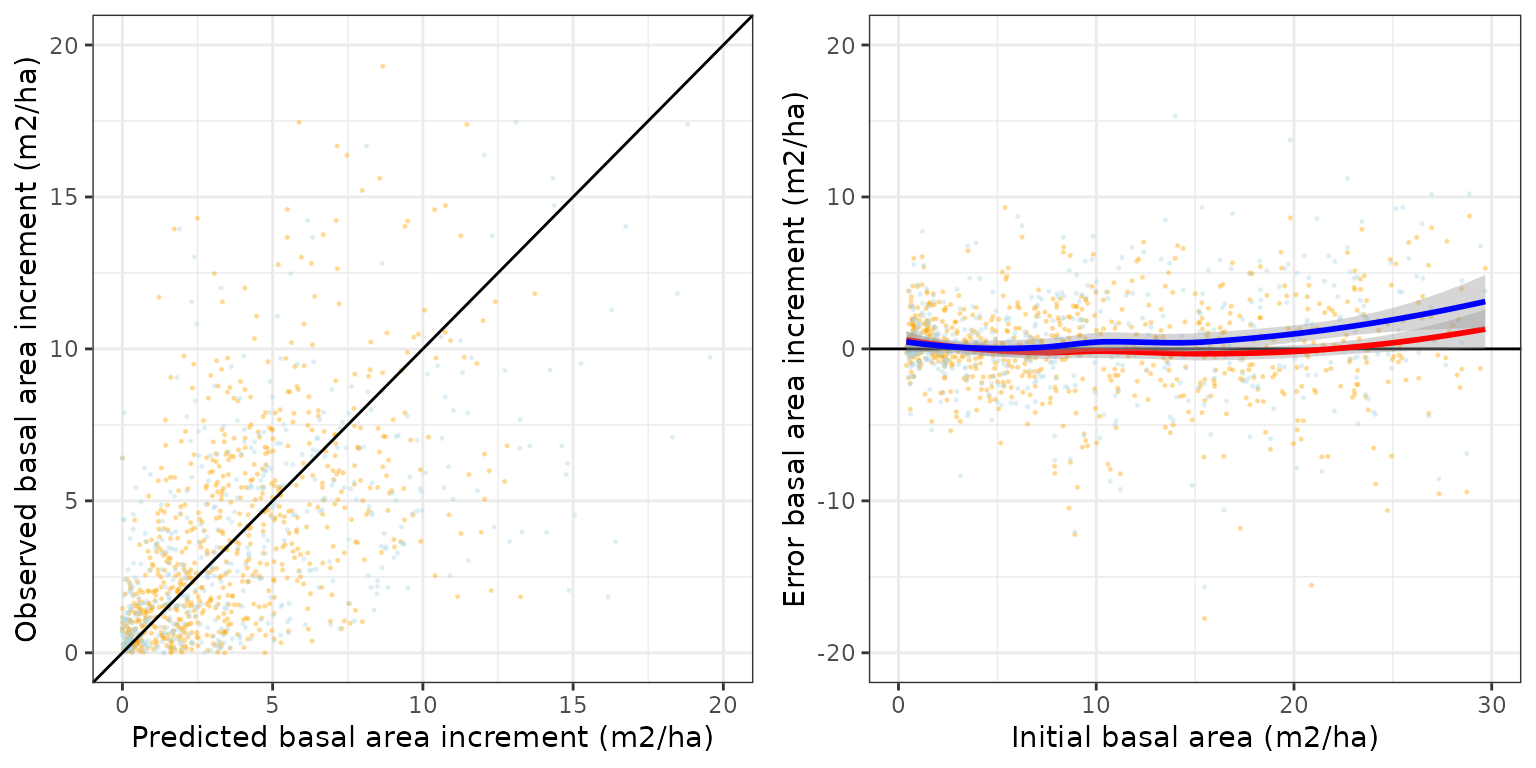 Observed basal area increment (m2/ha)
20
15
10
5
0
0 5 10 15 20
Predicted basal area increment (m2/ha)
Error basal area increment (m2/ha)
20
10
0
-10
-20
0 10 20 30
Initial basal area (m2/ha)